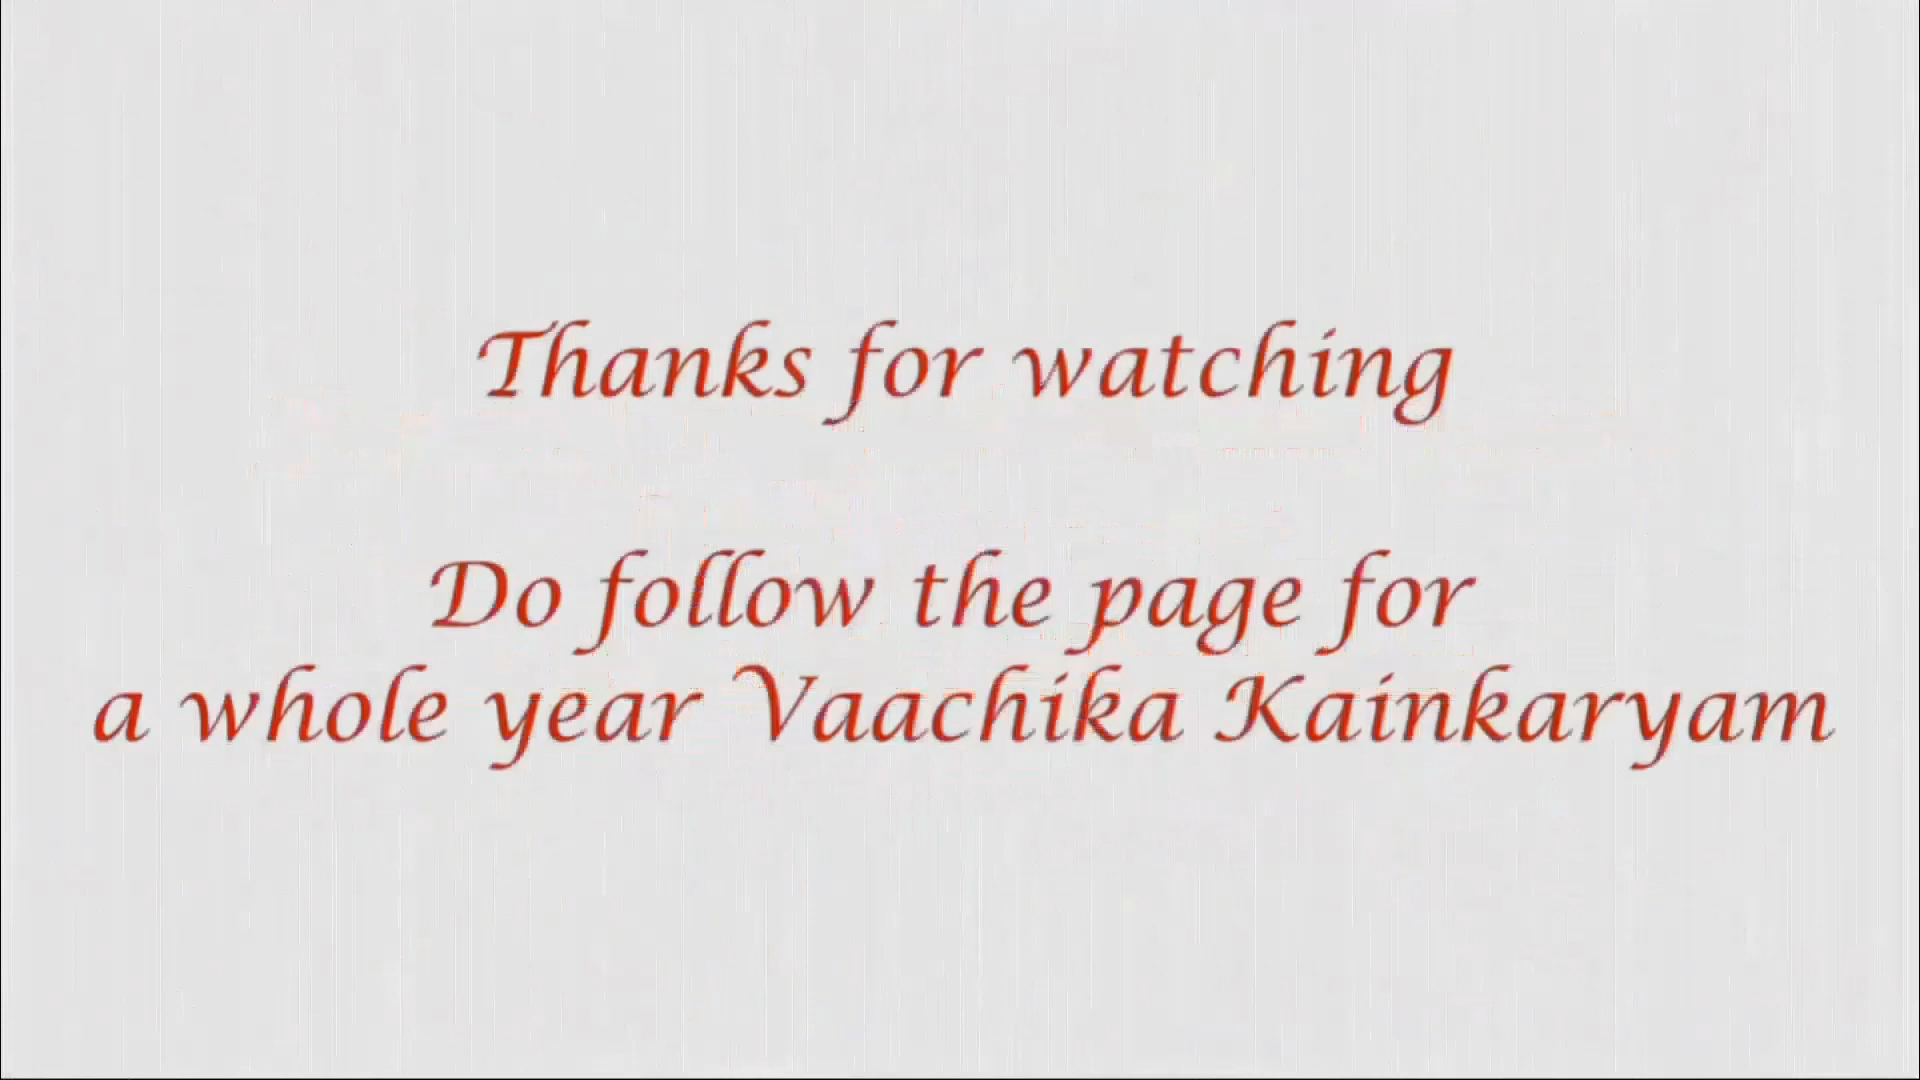 Thanks for watching
Do follow the page for
a whole year Vaachika Kainkaryam